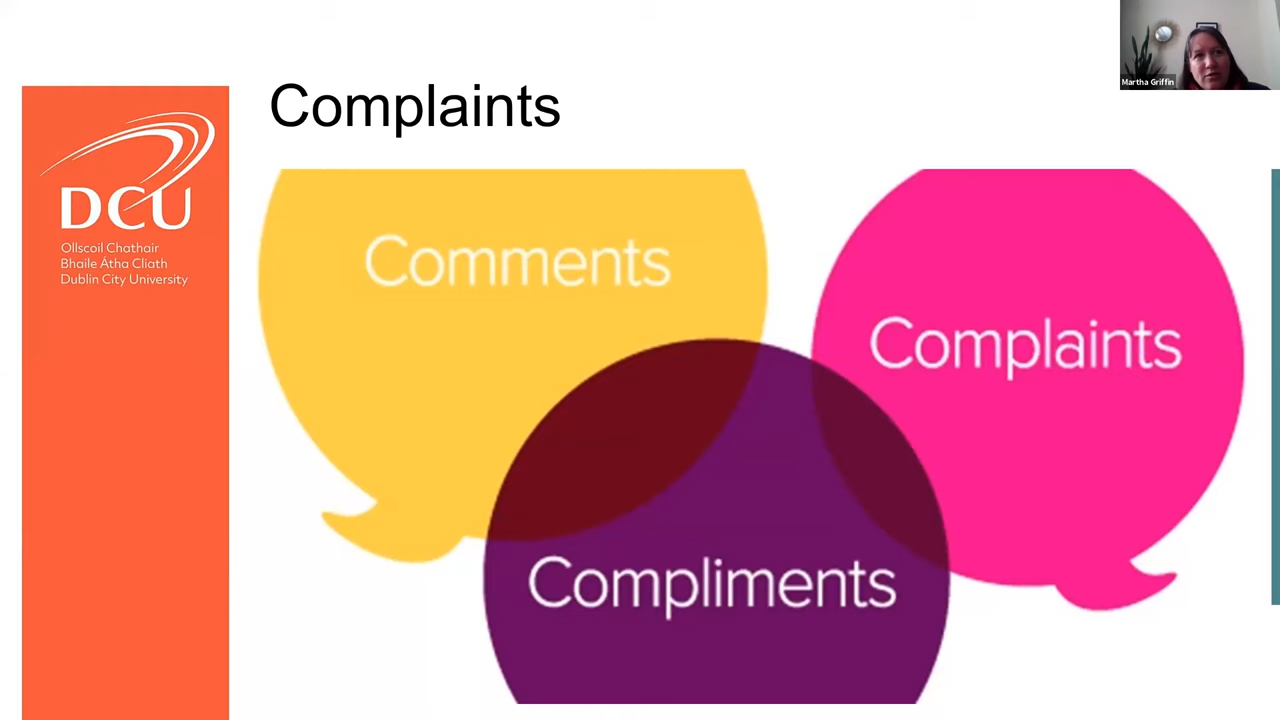 Martha Griffin
Complaints
DCU
Ollscoil Chathair
Bhaile Átha Cliath
Dublin City University
Comments
Complaints
Compliments